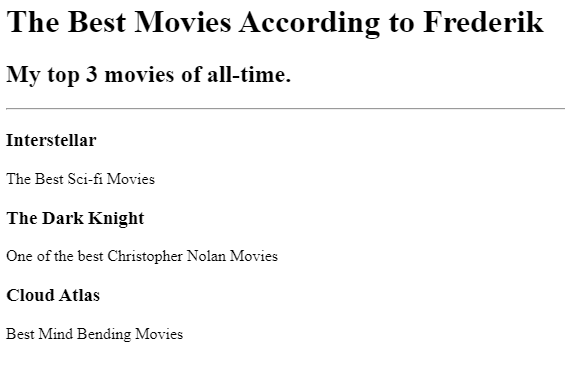 The Best Movies According to Frederik
My top 3 movies of all-time.
Interstellar
The Best Sci-fi Movies
The Dark Knight
One of the best Christopher Nolan Movies
Cloud Atlas
Best Mind Bending Movies